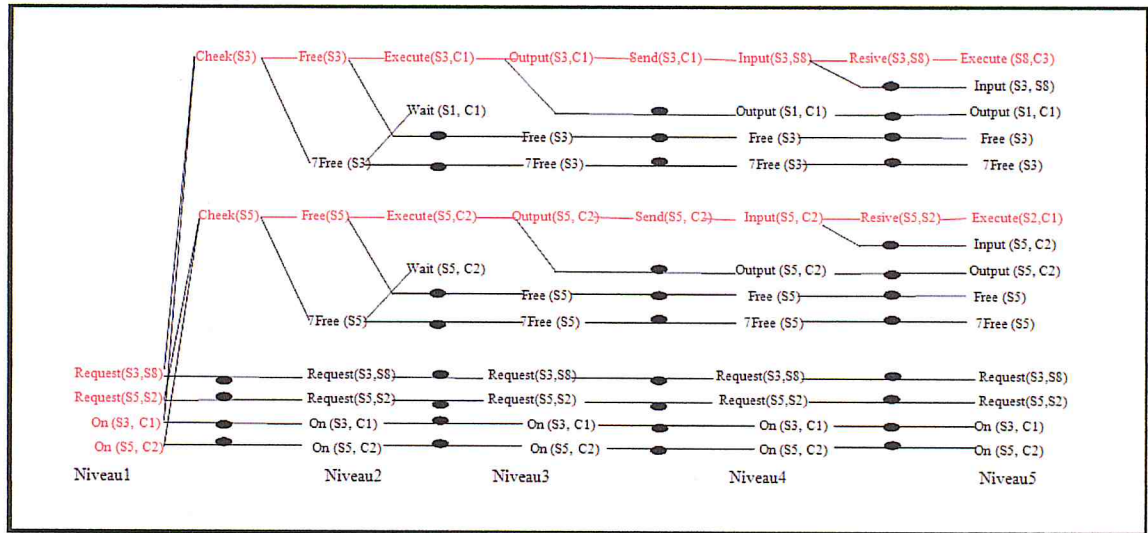 Cheek(S3) Free(S3) Execute(S3,C1) Output(S3,C1) Send(S3,C1) Input(S3,S8) Resive(S3,S8) Execute (S8,C3)
Input (S3, S8)
Wait (S1, C1) Output (S1, C1) Output (S1, C1)
Free (S3) Free (S3) Free (S3)
7Free (S3) 7Free (S3) 7Free (S3) 7Free (S3)
Cheek(S5) Free(S5) Execute(S5,C2) Output(S5, C2) Send(S5, C2) Input(S5, C2) Resive(S5,S2) Execute(S2,C1)
Input (S5, C2)
Wait (S5, C2) Output (S5, C2) Output (S5, C2)
Free (S5) Free (S5) Free (S5)
7Free (S5) 7Free (S5) 7Free (S5) 7Free (S5)
Request(S3,S8) Request(S3,S8) Request(S3,S8) Request(S3,S8) Request(S3,S8)
Request(S5,S2) Request(S5,S2) Request(S5,S2) Request(S5,S2) Request(S5,S2)
On (S3, C1) On (S3, C1) On (S3, C1) On (S3, C1) On (S3, C1)
On (S5, C2) On (S5, C2) On (S5, C2) On (S5, C2) On (S5, C2)
Niveau1 Niveau2 Niveau3 Niveau4 Niveau5